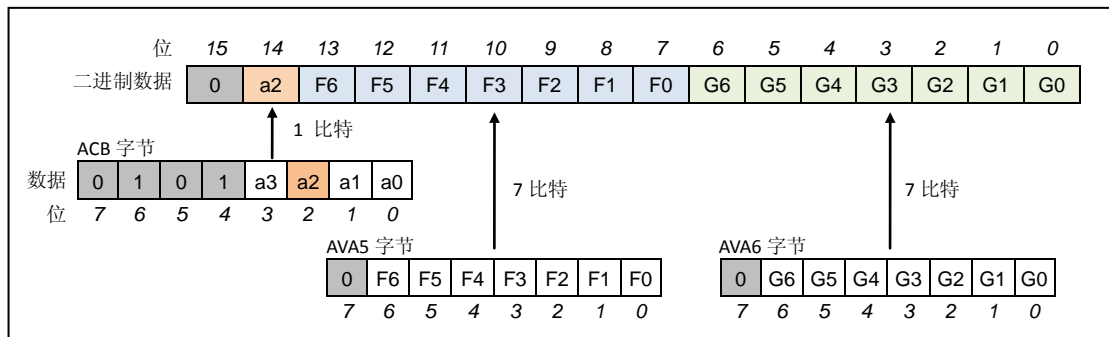 位 15 14 13 12 11 10 9 8 7 6 5 4 3 2 1 0
二进制数据 0 a2 F6 F5 F4 F3 F2 F1 F0 G6 G5 G4 G3 G2 G1 G0
1 比特
ACB 字节
数据 0 1 0 1 a3 a2 a1 a0
位 7 6 5 4 3 2 1 0
7 比特
7 比特
AVA5 字节
0 F6 F5 F4 F3 F2 F1 F0
7 6 5 4 3 2 1 0
AVA6 字节
0 G6 G5 G4 G3 G2 G1 G0
7 6 5 4 3 2 1 0